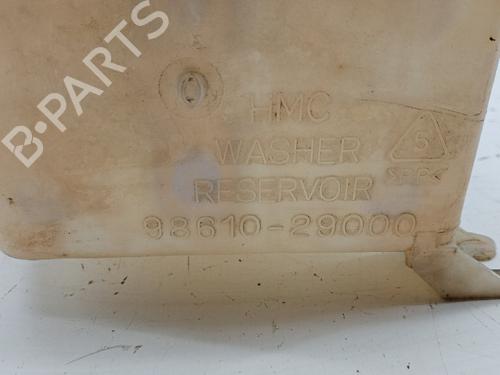 B-PARTS
HMC
WASHER
RESERVOIR
98610-29000
5
>PP<